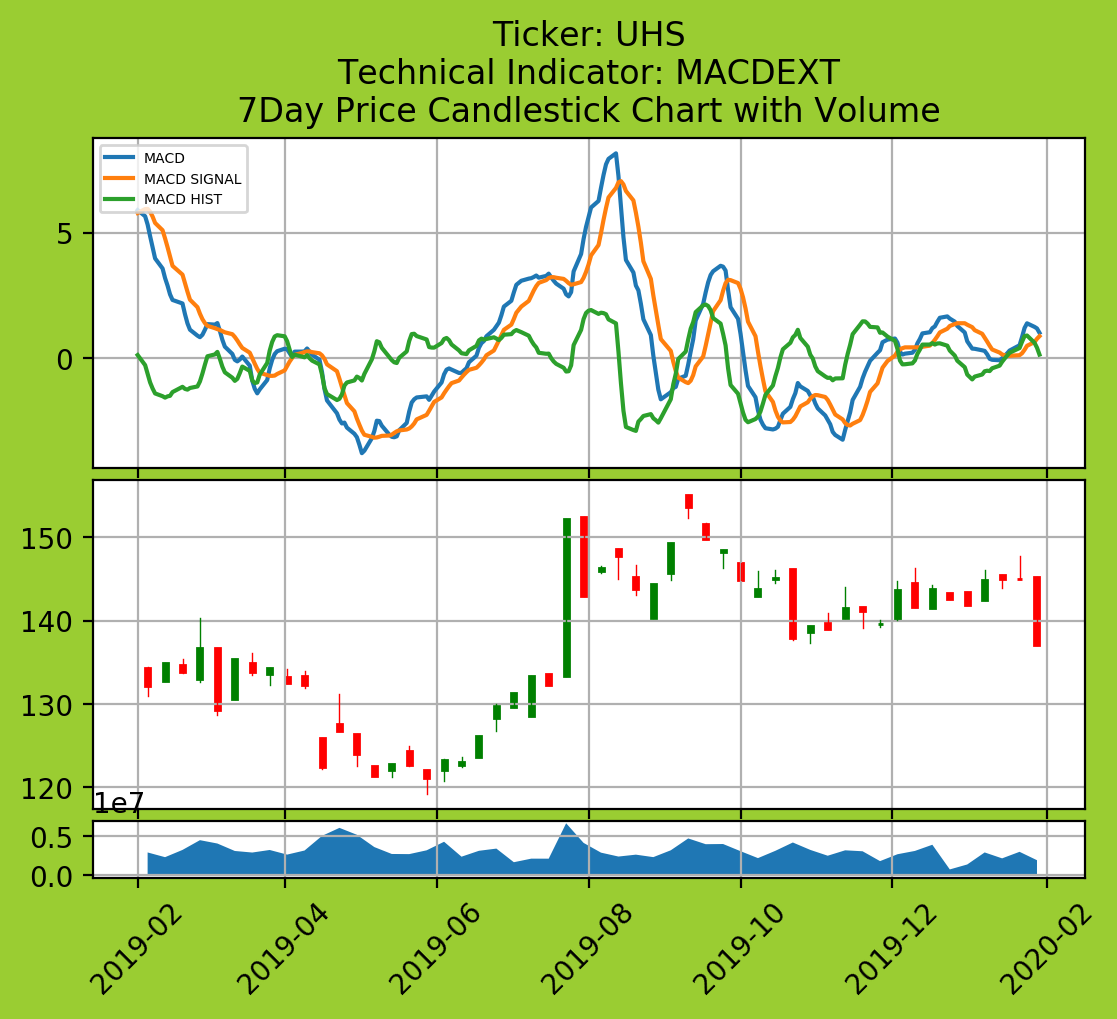 Ticker: UHS
Technical Indicator: MACDEXT
7Day Price Candlestick Chart with Volume
MACD
MACD SIGNAL
MACD HIST
5
0
150
140
130
120
1e7
0.5
0.0
2019-02
2019-04
2019-06
2019-08
2019-10
2019-12
2020-02